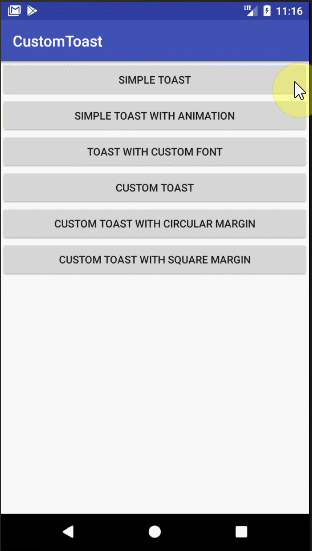 LTE 11:16
CustomToast
SIMPLE TOAST
SIMPLE TOAST WITH ANIMATION
TOAST WITH CUSTOM FONT
CUSTOM TOAST
CUSTOM TOAST WITH CIRCULAR MARGIN
CUSTOM TOAST WITH SQUARE MARGIN